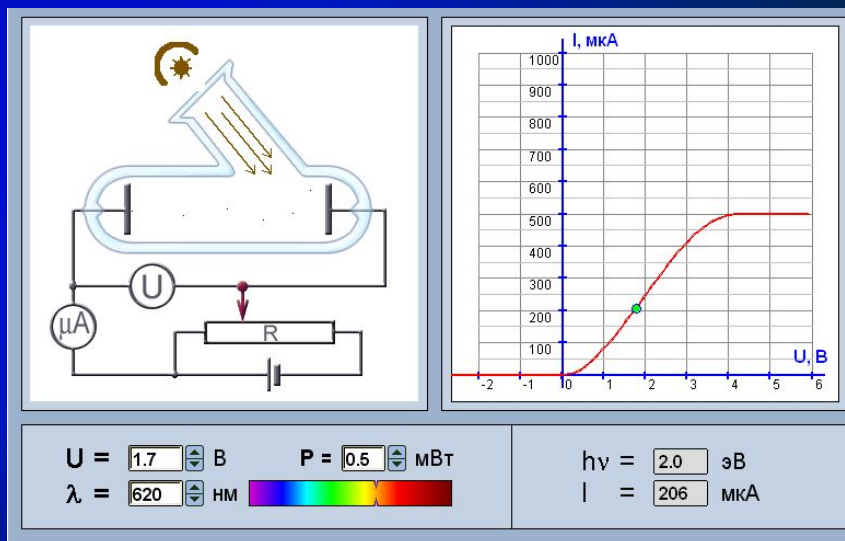 I, мкА
1000
900
800
700
600
500
400
300
200
100
U, В
-2 -1 0 1 2 3 4 5 6
U
μA
R
U = 1.7 В P = 0.5 мВт
λ = 620 нм
hν = 2.0 эВ
I = 206 мкА